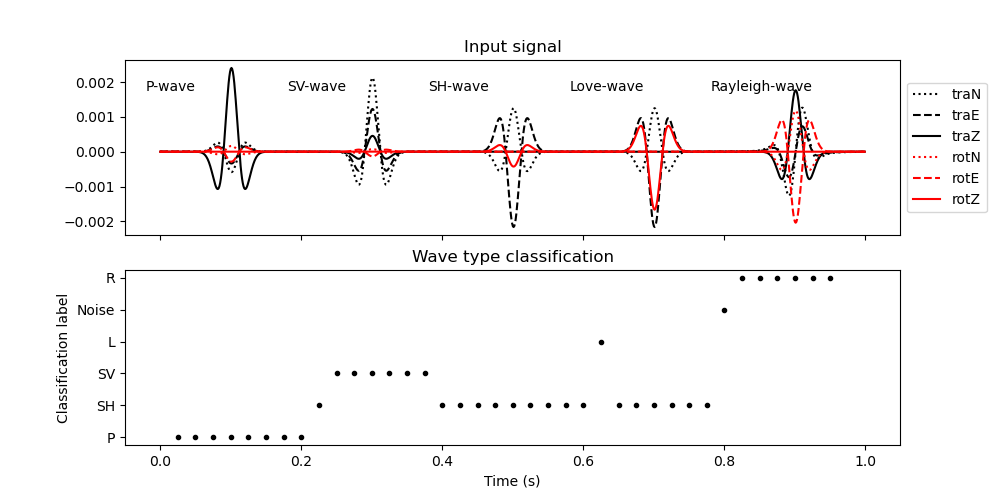 Input signal
P-wave SV-wave SH-wave Love-wave Rayleigh-wave
0.002
0.001
0.000
−0.001
−0.002
traN
traE
traZ
rotN
rotE
rotZ
Wave type classification
Classification label
R
Noise
L
SV
SH
P
0.0 0.2 0.4 0.6 0.8 1.0
Time (s)